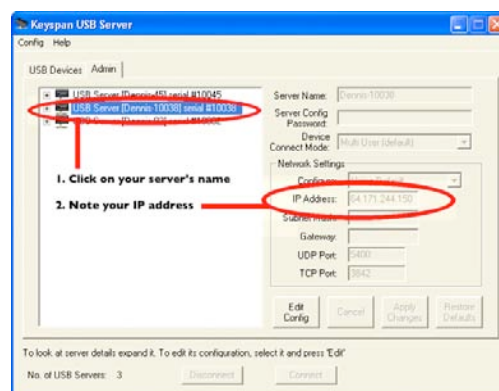 Keyspan USB Server
Config Help
USB Devices Admin
USB Server [Dennis-45] serial #10045
USB Server [Dennis-10038] serial #10038
1. Click on your server's name
2. Note your IP address
Server Name: Dennis-10038
Server Config
Password:
Device
Connect Mode: Multi User (default)
Network Settings
IP Address: 64.171.244.150
Subnet Mask:
Gateway:
UDP Port: 5400
TCP Port: 3842
Edit
Config
Cancel
Apply
Changes
Restore
Defaults
To look at server details expand it. To edit its configuration, select it and press 'Edit'
No. of USB Servers: 3
Disconnect
Connect